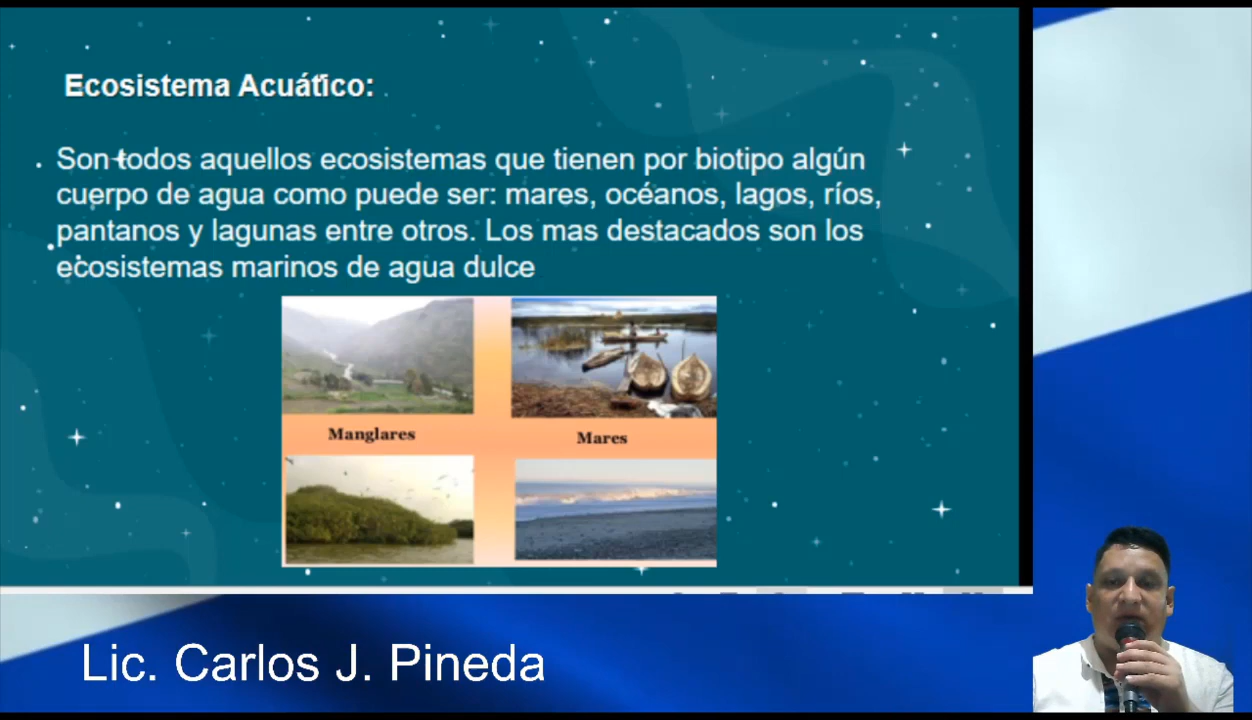 Ecosistema Acuático:
Son todos aquellos ecosistemas que tienen por biotipo algún
cuerpo de agua como puede ser: mares, océanos, lagos, ríos,
pantanos y lagunas entre otros. Los mas destacados son los
ecosistemas marinos de agua dulce
Manglares
Mares
Lic. Carlos J. Pineda